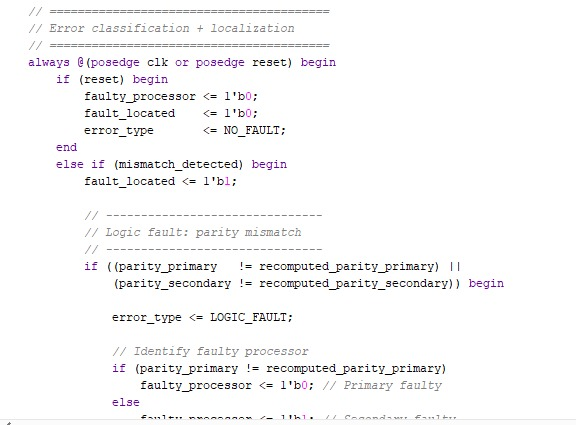 // ========================================
// Error classification + localization
// ========================================
always @(posedge clk or posedge reset) begin
    if (reset) begin
        faulty_processor <= 1'b0;
        fault_located    <= 1'b0;
        error_type       <= NO_FAULT;
    end
    else if (mismatch_detected) begin
        fault_located <= 1'b1;

        // -------------------------------
        // Logic fault: parity mismatch
        // -------------------------------
        if ((parity_primary   != recomputed_parity_primary) ||
            (parity_secondary != recomputed_parity_secondary)) begin

            error_type <= LOGIC_FAULT;

            // Identify faulty processor
            if (parity_primary != recomputed_parity_primary)
                faulty_processor <= 1'b0; // Primary faulty
            else
                faulty_processor <= 1'b1; // Secondary faulty